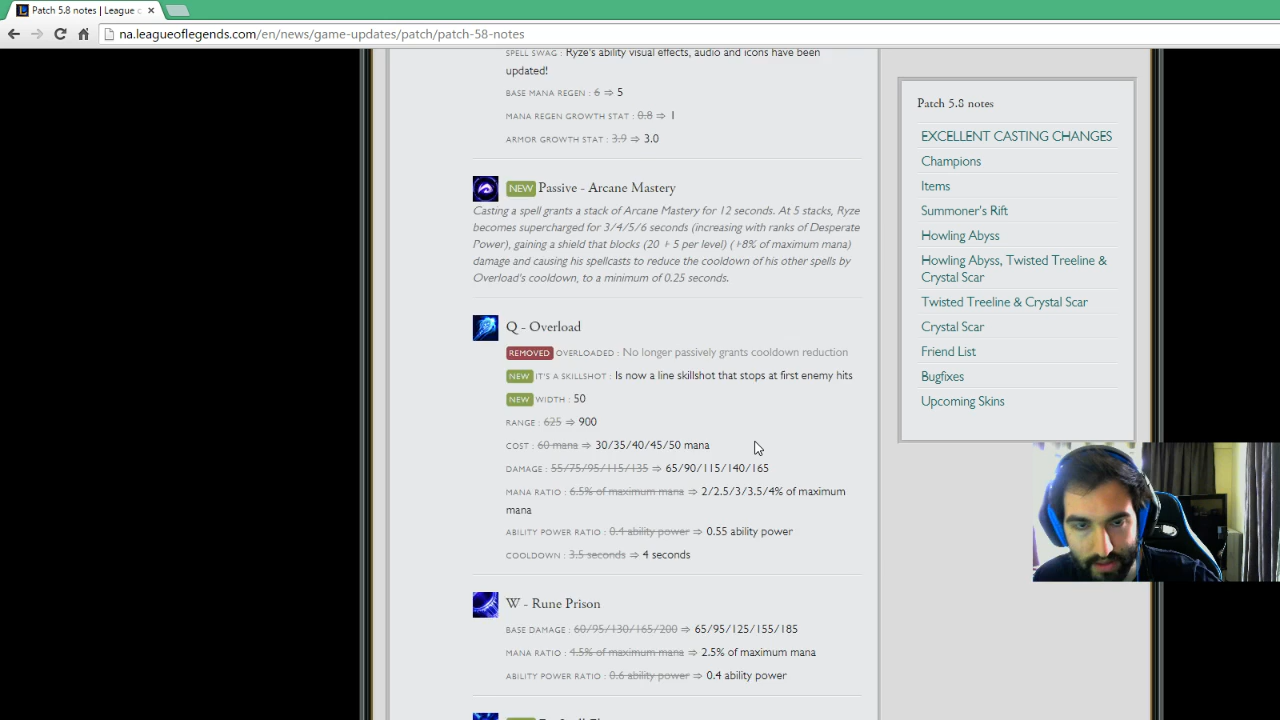 Patch 5.8 notes | League
na.leagueoflegends.com/en/news/game-updates/patch/patch-58-notes
SPELL SWAG : Ryze's ability visual effects, audio and icons have been
updated!
BASE MANA REGEN : 6 ⇒ 5
MANA REGEN GROWTH STAT : 0.8 ⇒ 1
ARMOR GROWTH STAT : 3.9 ⇒ 3.0
NEW Passive - Arcane Mastery
Casting a spell grants a stack of Arcane Mastery for 12 seconds. At 5 stacks, Ryze
becomes supercharged for 3/4/5/6 seconds (increasing with ranks of Desperate
Power), gaining a shield that blocks (20 + 5 per level) (+8% of maximum mana)
damage and causing his spellcasts to reduce the cooldown of his other spells by
Overload's cooldown, to a minimum of 0.25 seconds.
Q - Overload
REMOVED OVERLOADED : No longer passively grants cooldown reduction
NEW IT'S A SKILLSHOT : Is now a line skillshot that stops at first enemy hits
NEW WIDTH : 50
RANGE : 625 ⇒ 900
COST : 60 mana ⇒ 30/35/40/45/50 mana
DAMAGE : 55/75/95/115/135 ⇒ 65/90/115/140/165
MANA RATIO : 6.5% of maximum mana ⇒ 2/2.5/3/3.5/4% of maximum
mana
ABILITY POWER RATIO : 0.4 ability power ⇒ 0.55 ability power
COOLDOWN : 3.5 seconds ⇒ 4 seconds
W - Rune Prison
BASE DAMAGE : 60/95/130/165/200 ⇒ 65/95/125/155/185
MANA RATIO : 4.5% of maximum mana ⇒ 2.5% of maximum mana
ABILITY POWER RATIO : 0.6 ability power ⇒ 0.4 ability power
Patch 5.8 notes
EXCELLENT CASTING CHANGES
Champions
Items
Summoner's Rift
Howling Abyss
Howling Abyss, Twisted Treeline &
Crystal Scar
Twisted Treeline & Crystal Scar
Crystal Scar
Friend List
Bugfixes
Upcoming Skins